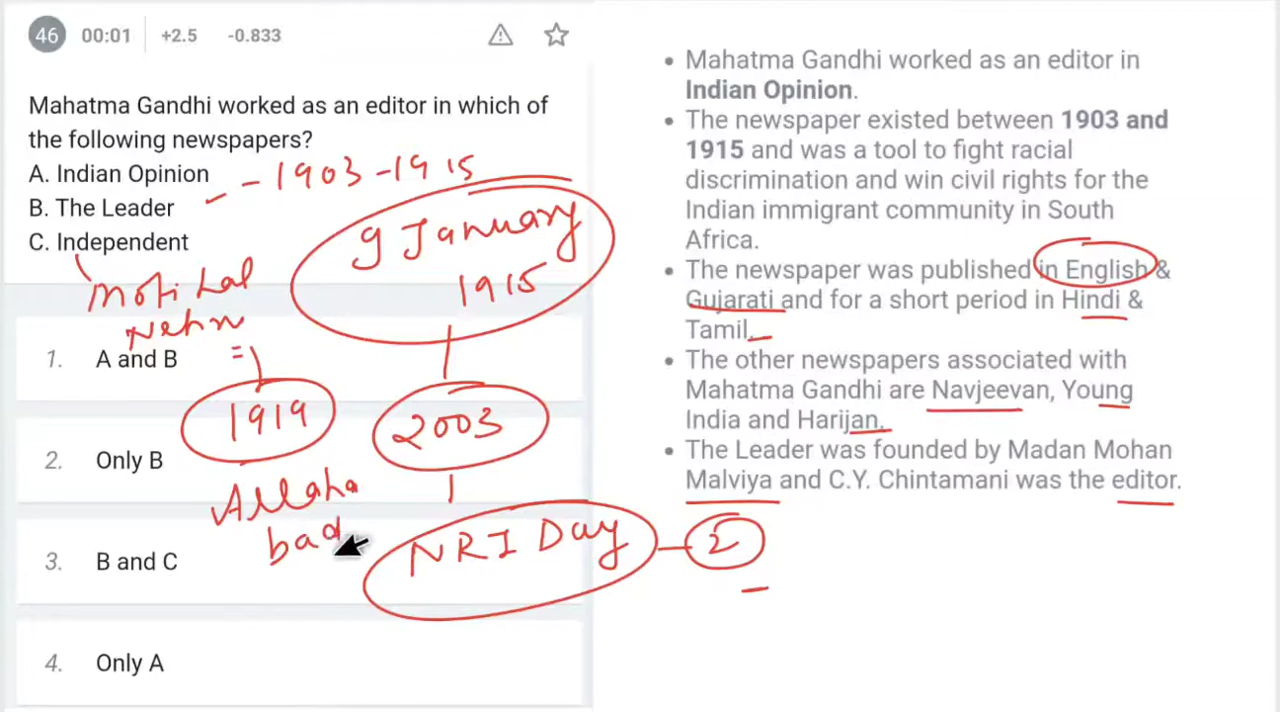 46 00:01 +2.5 -0.833
Mahatma Gandhi worked as an editor in which of
the following newspapers?
A. Indian Opinion
- 1903 - 1915
B. The Leader
C. Independent
Moti Lal
Nehru
9 January
1915
1. A and B
1919
2003
2. Only B
Allaha
bad
NRI Day
2
3. B and C
4. Only A
• Mahatma Gandhi worked as an editor in
Indian Opinion.
• The newspaper existed between 1903 and
1915 and was a tool to fight racial
discrimination and win civil rights for the
Indian immigrant community in South
Africa.
• The newspaper was published in English &
Gujarati and for a short period in Hindi &
Tamil.
• The other newspapers associated with
Mahatma Gandhi are Navjeevan, Young
India and Harijan.
• The Leader was founded by Madan Mohan
Malviya and C.Y. Chintamani was the editor.